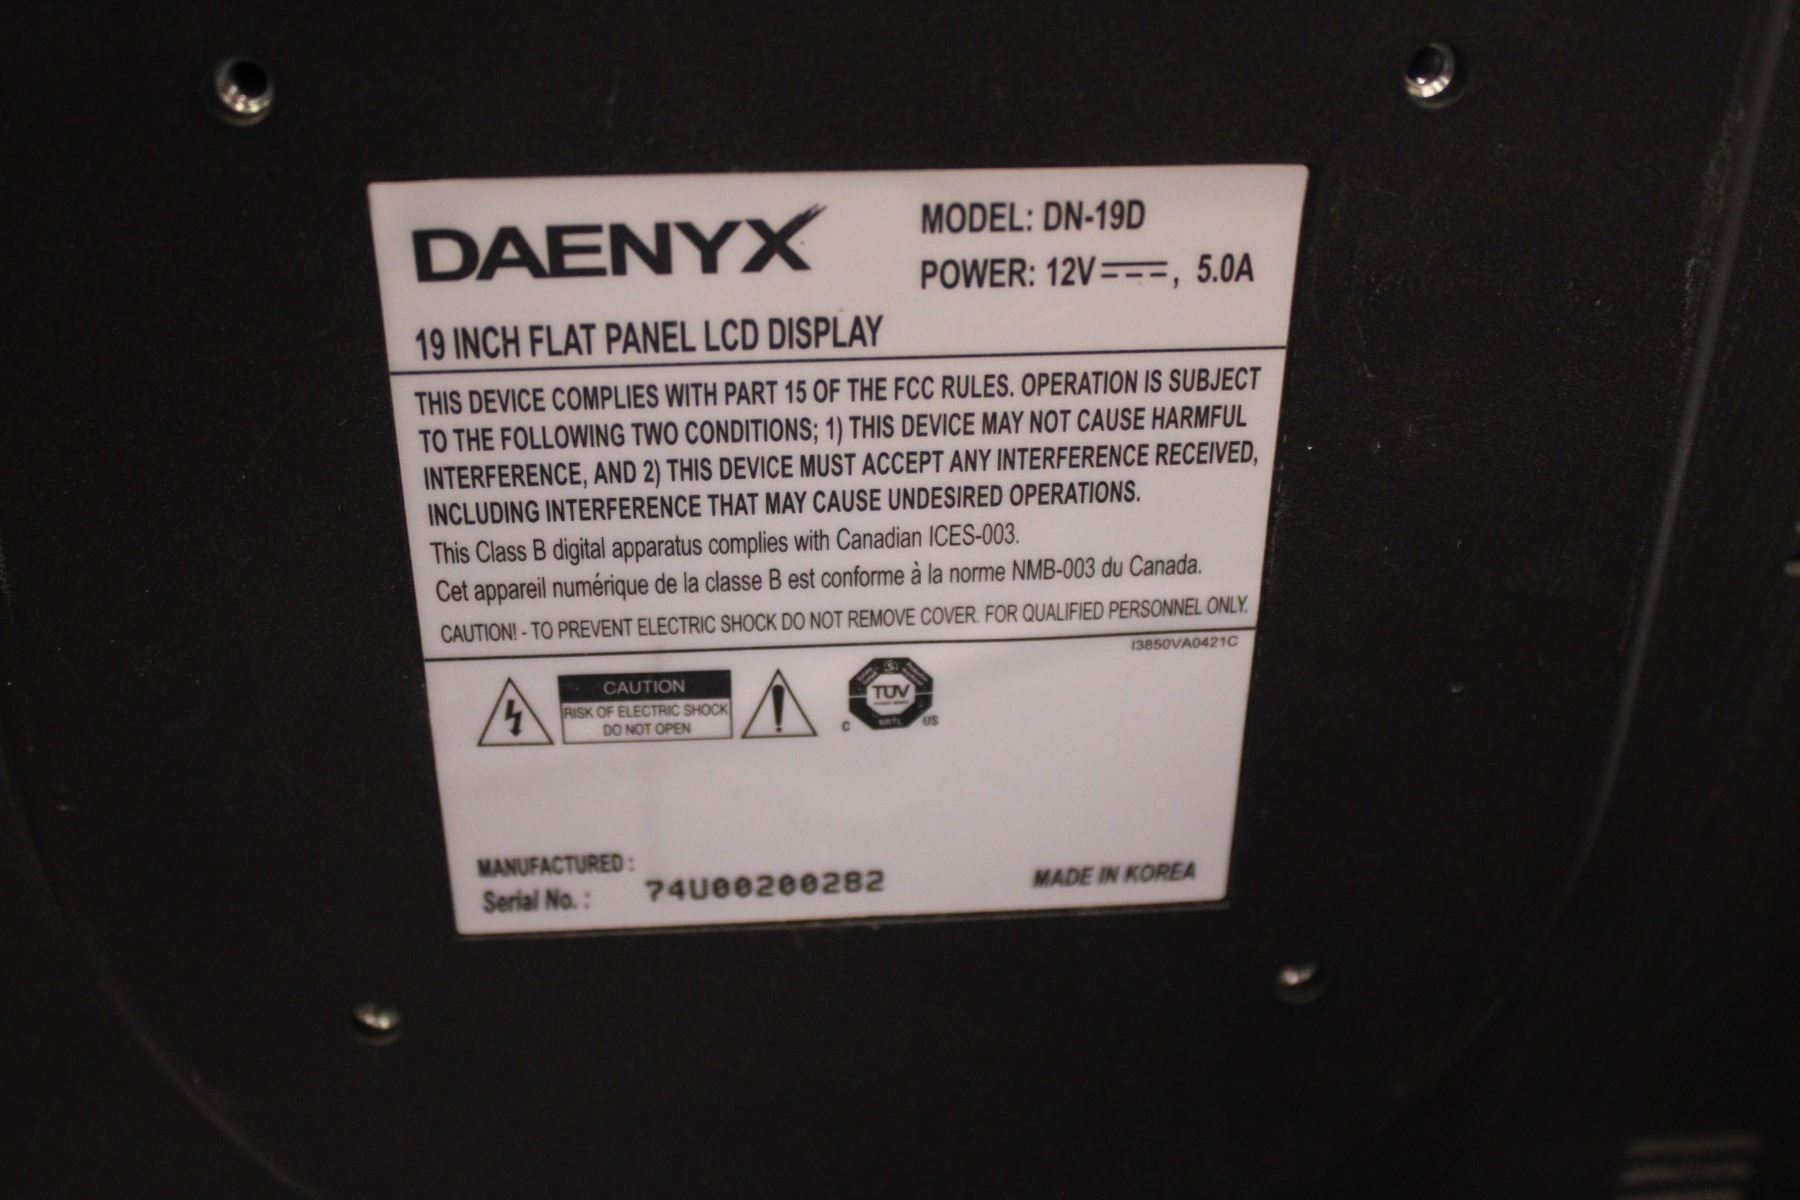 DAENYX
MODEL: DN-19D
POWER: 12V⎓, 5.0A
19 INCH FLAT PANEL LCD DISPLAY
THIS DEVICE COMPLIES WITH PART 15 OF THE FCC RULES. OPERATION IS SUBJECT
TO THE FOLLOWING TWO CONDITIONS; 1) THIS DEVICE MAY NOT CAUSE HARMFUL
INTERFERENCE, AND 2) THIS DEVICE MUST ACCEPT ANY INTERFERENCE RECEIVED,
INCLUDING INTERFERENCE THAT MAY CAUSE UNDESIRED OPERATIONS.
This Class B digital apparatus complies with Canadian ICES-003.
Cet appareil numérique de la classe B est conforme à la norme NMB-003 du Canada.
CAUTION! - TO PREVENT ELECTRIC SHOCK DO NOT REMOVE COVER. FOR QUALIFIED PERSONNEL ONLY.
I3850VA0421C
CAUTION
RISK OF ELECTRIC SHOCK
DO NOT OPEN
TUV
NRTL
C US
MANUFACTURED :
Serial No. : 74U00200282
MADE IN KOREA